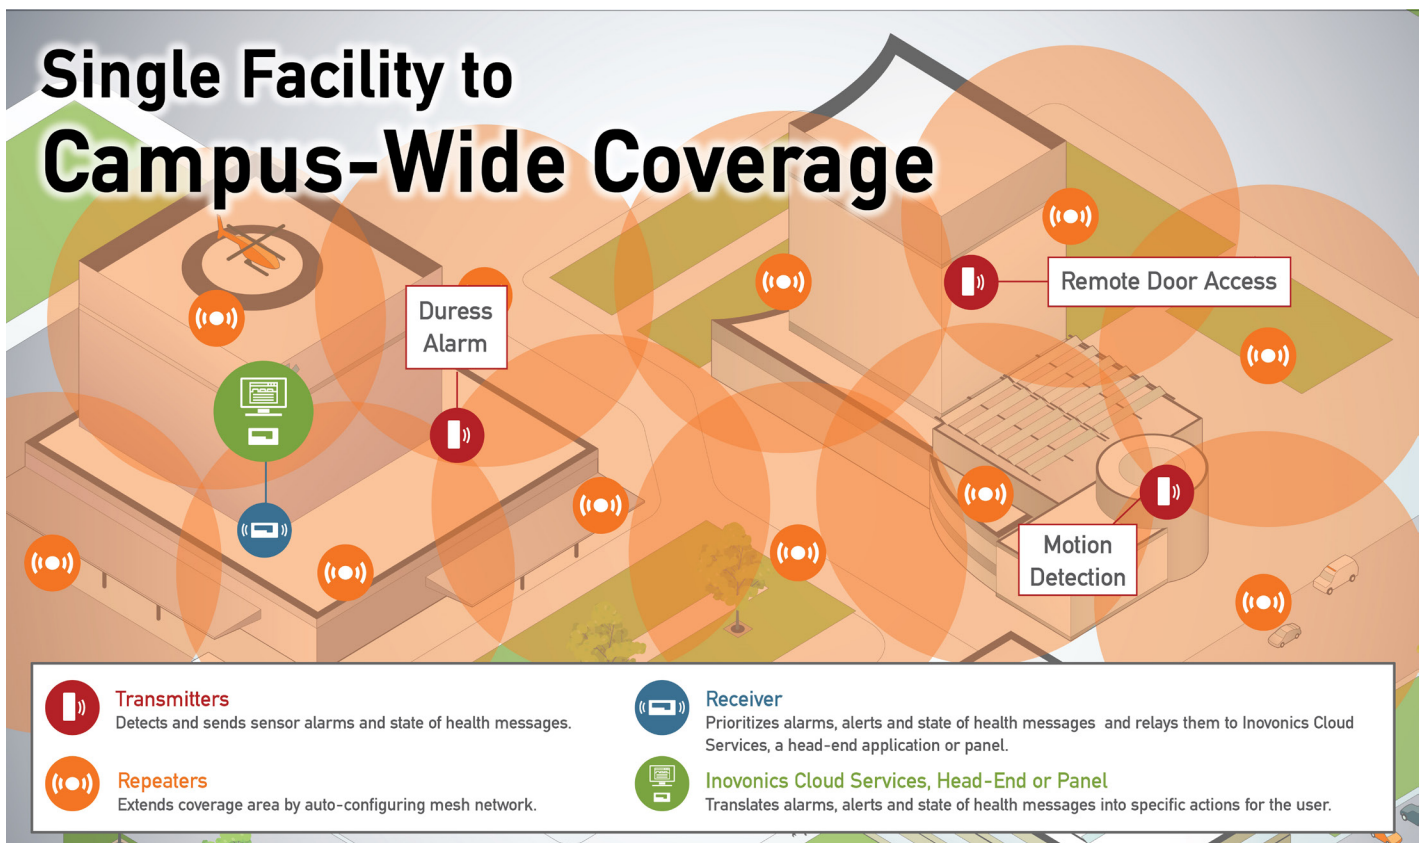 Single Facility to
Campus-Wide Coverage
Remote Door Access
Duress
Alarm
Motion
Detection
Transmitters
Detects and sends sensor alarms and state of health messages.
Repeaters
Extends coverage area by auto-configuring mesh network.
Receiver
Prioritizes alarms, alerts and state of health messages and relays them to Inovonics Cloud
Services, a head-end application or panel.
Inovonics Cloud Services, Head-End or Panel
Translates alarms, alerts and state of health messages into specific actions for the user.